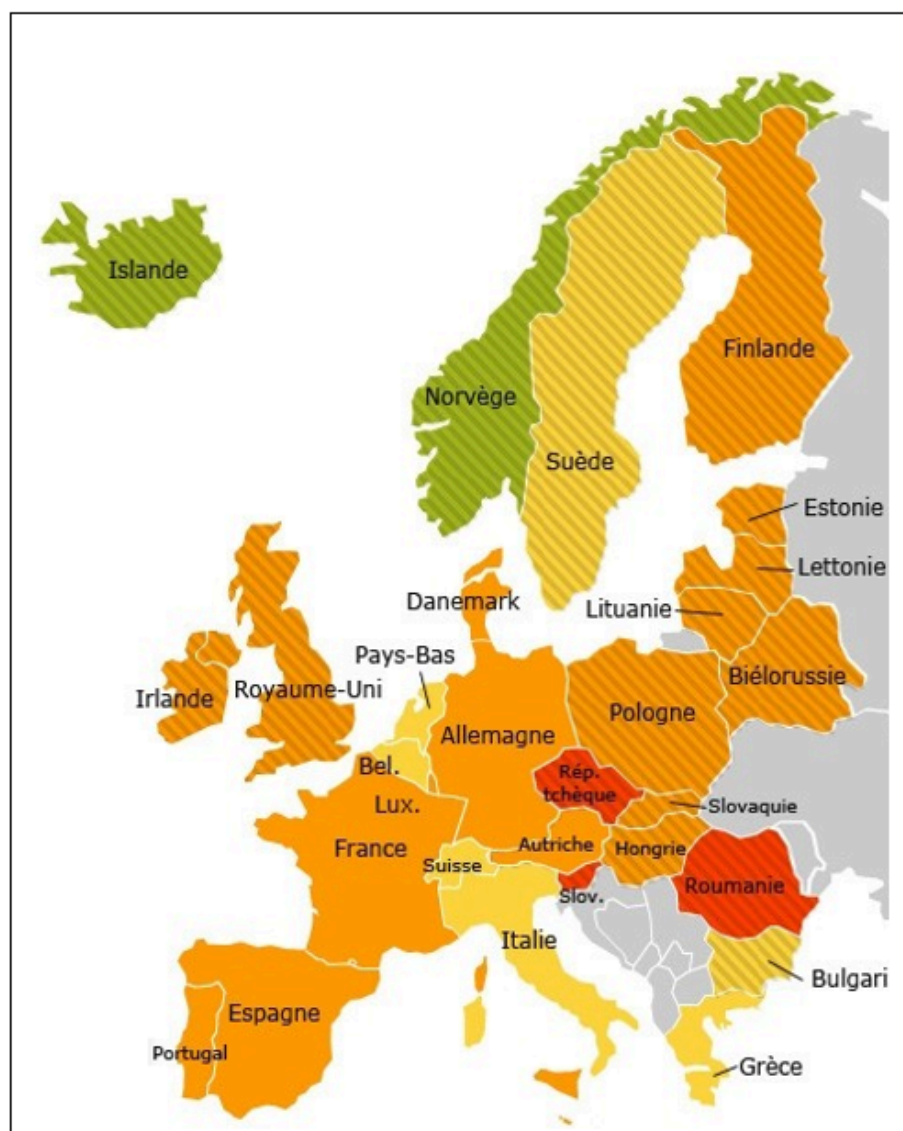 Islande
Norvège
Suède
Finlande
Estonie
Lettonie
Lituanie
Biélorussie
Danemark
Pays-Bas
Irlande
Royaume-Uni
Allemagne
Pologne
Bel.
Rép.
tchèque
Lux.
Slovaquie
France
Autriche
Hongrie
Suisse
Roumanie
Slov.
Italie
Bulgari
Espagne
Portugal
Grèce